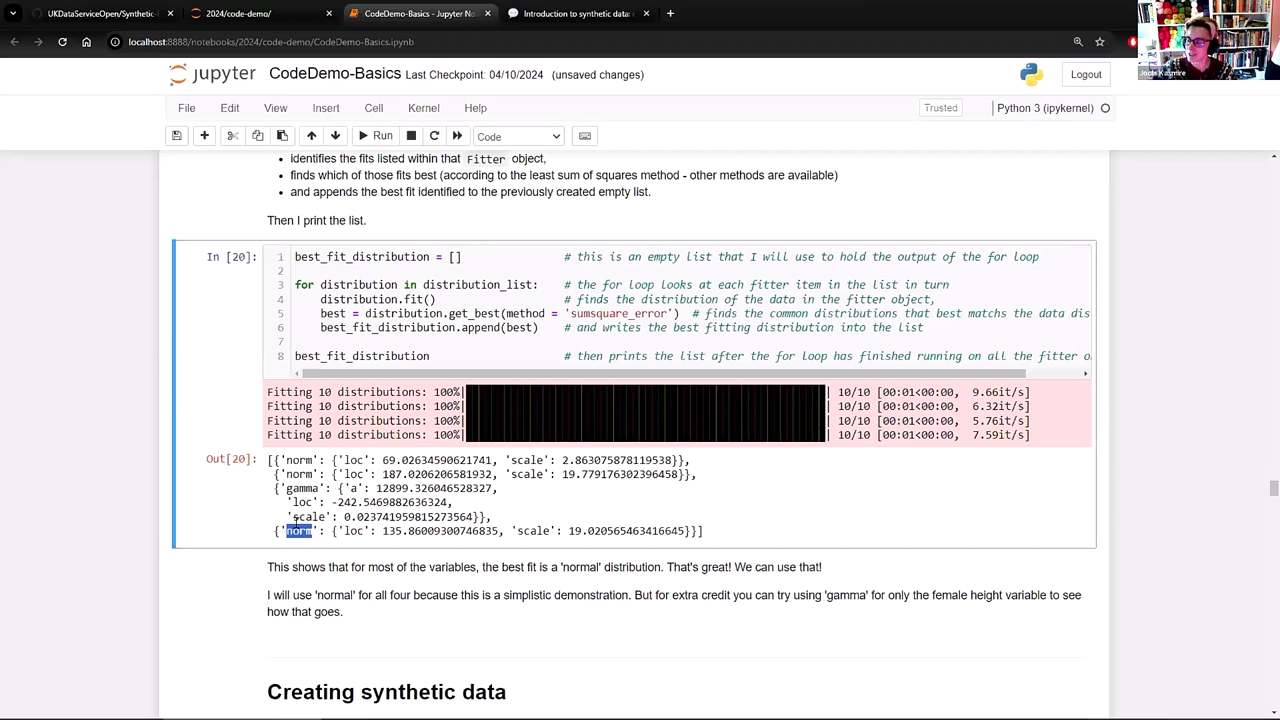 UKDataServiceOpen/Synthetic-
2024/code-demo/
CodeDemo-Basics - Jupyter No
Introduction to synthetic data:
localhost:8888/notebooks/2024/code-demo/CodeDemo-Basics.ipynb
Jools Kasmire
jupyter CodeDemo-Basics Last Checkpoint: 04/10/2024 (unsaved changes)
Logout
File Edit View Insert Cell Kernel Help
Trusted
Python 3 (ipykernel)
Run
Code
• identifies the fits listed within that Fitter object,
• finds which of those fits best (according to the least sum of squares method - other methods are available)
• and appends the best fit identified to the previously created empty list.
Then I print the list.
In [20]:
1 best_fit_distribution = [] # this is an empty list that I will use to hold the output of the for loop
2
3 for distribution in distribution_list: # the for loop looks at each fitter item in the list in turn
4 distribution.fit() # finds the distribution of the data in the fitter object,
5 best = distribution.get_best(method = 'sumsquare_error') # finds the common distributions that best matchs the data dis
6 best_fit_distribution.append(best) # and writes the best fitting distribution into the list
7
8 best_fit_distribution # then prints the list after the for loop has finished running on all the fitter o
Fitting 10 distributions: 100%| | 10/10 [00:01<00:00, 9.66it/s]
Fitting 10 distributions: 100%| | 10/10 [00:01<00:00, 6.32it/s]
Fitting 10 distributions: 100%| | 10/10 [00:01<00:00, 5.76it/s]
Fitting 10 distributions: 100%| | 10/10 [00:01<00:00, 7.59it/s]
Out[20]: [{'norm': {'loc': 69.02634590621741, 'scale': 2.863075878119538}},
{'norm': {'loc': 187.0206206581932, 'scale': 19.779176302396458}},
{'gamma': {'a': 12899.326046528327,
'loc': -242.5469882636324,
'scale': 0.023741959815273564}},
{'norm': {'loc': 135.86009300746835, 'scale': 19.020565463416645}}]
This shows that for most of the variables, the best fit is a 'normal' distribution. That's great! We can use that!
I will use 'normal' for all four because this is a simplistic demonstration. But for extra credit you can try using 'gamma' for only the female height variable to see
how that goes.
Creating synthetic data